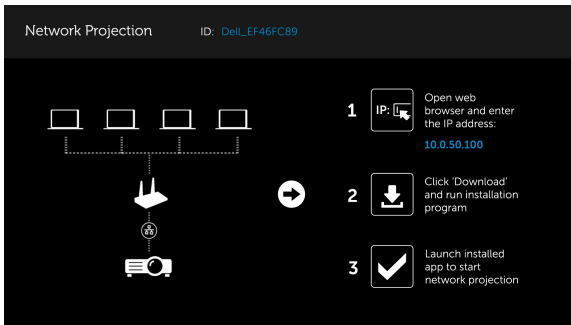 Network Projection
ID: Dell_EF46FC89
1
IP:
Open web
browser and enter
the IP address:
10.0.50.100
2
Click 'Download'
and run installation
program
3
Launch installed
app to start
network projection